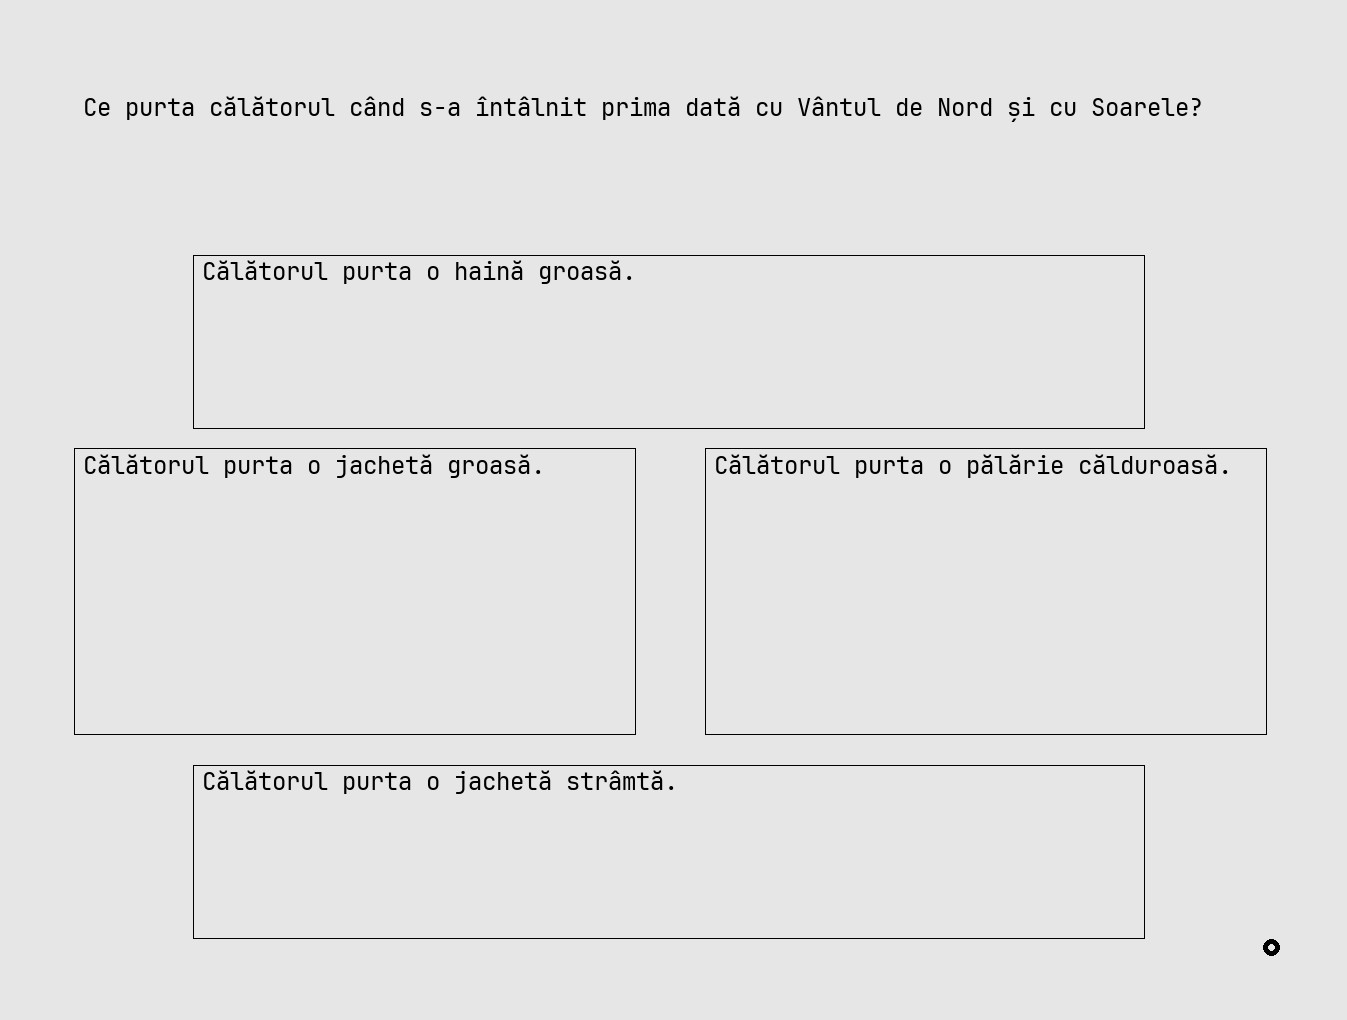 Ce purta călătorul când s-a întâlnit prima dată cu Vântul de Nord și cu Soarele?
Călătorul purta o haină groasă.
Călătorul purta o jachetă groasă.
Călătorul purta o pălărie călduroasă.
Călătorul purta o jachetă strâmtă.